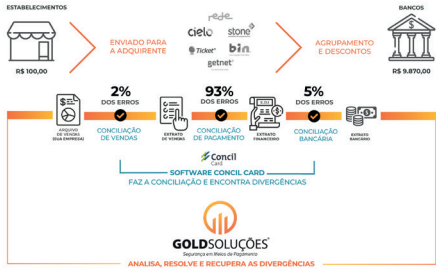 ESTABELECIMENTOS
R$ 100,00
ENVIADO PARA
A ADQUIRENTE
rede
cielo
stone
Ticket
bin
getnet
AGRUPAMENTO
E DESCONTOS
BANCOS
R$ 9.870,00
2%
DOS ERROS
93%
DOS ERROS
5%
DOS ERROS
ARQUIVO
DE VENDAS
(SUA EMPRESA)
CONCILIAÇÃO
DE VENDAS
EXTRATO
DE VENDAS
CONCILIAÇÃO
DE PAGAMENTO
EXTRATO
FINANCEIRO
CONCILIAÇÃO
BANCÁRIA
EXTRATO
BANCÁRIO
Concil
Card
SOFTWARE CONCIL CARD
FAZ A CONCILIAÇÃO E ENCONTRA DIVERGÊNCIAS
GOLDSOLUÇÕES®
Segurança em Meios de Pagamento
ANALISA, RESOLVE E RECUPERA AS DIVERGÊNCIAS